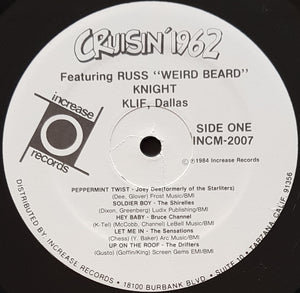 CRUISIN' 1962
Featuring RUSS "WEIRD BEARD"
KNIGHT
KLIF, Dallas
increase
records
SIDE ONE
INCM-2007
℗1984 Increase Records
PEPPERMINT TWIST - Joey Dee(formerly of the Starliters)
(Dee, Glover) Frost Music/BMI
SOLDIER BOY - The Shirelles
(Dixon, Greenberg) Ludix Publishing/BMI
HEY BABY - Bruce Channel
(K-Tel) (McCobb, Channel) LeBell Music/BMI
LET ME IN - The Sensations
(Chess) (Y. Baker) Arc Music/BMI
UP ON THE ROOF - The Drifters
(Gusto) (Goffin/King) Screen Gems EMI/BMI
DISTRIBUTED BY: INCREASE RECORDS • 18100 BURBANK BLVD. • SUITE 10 • TARZANA, CALIF. 91356